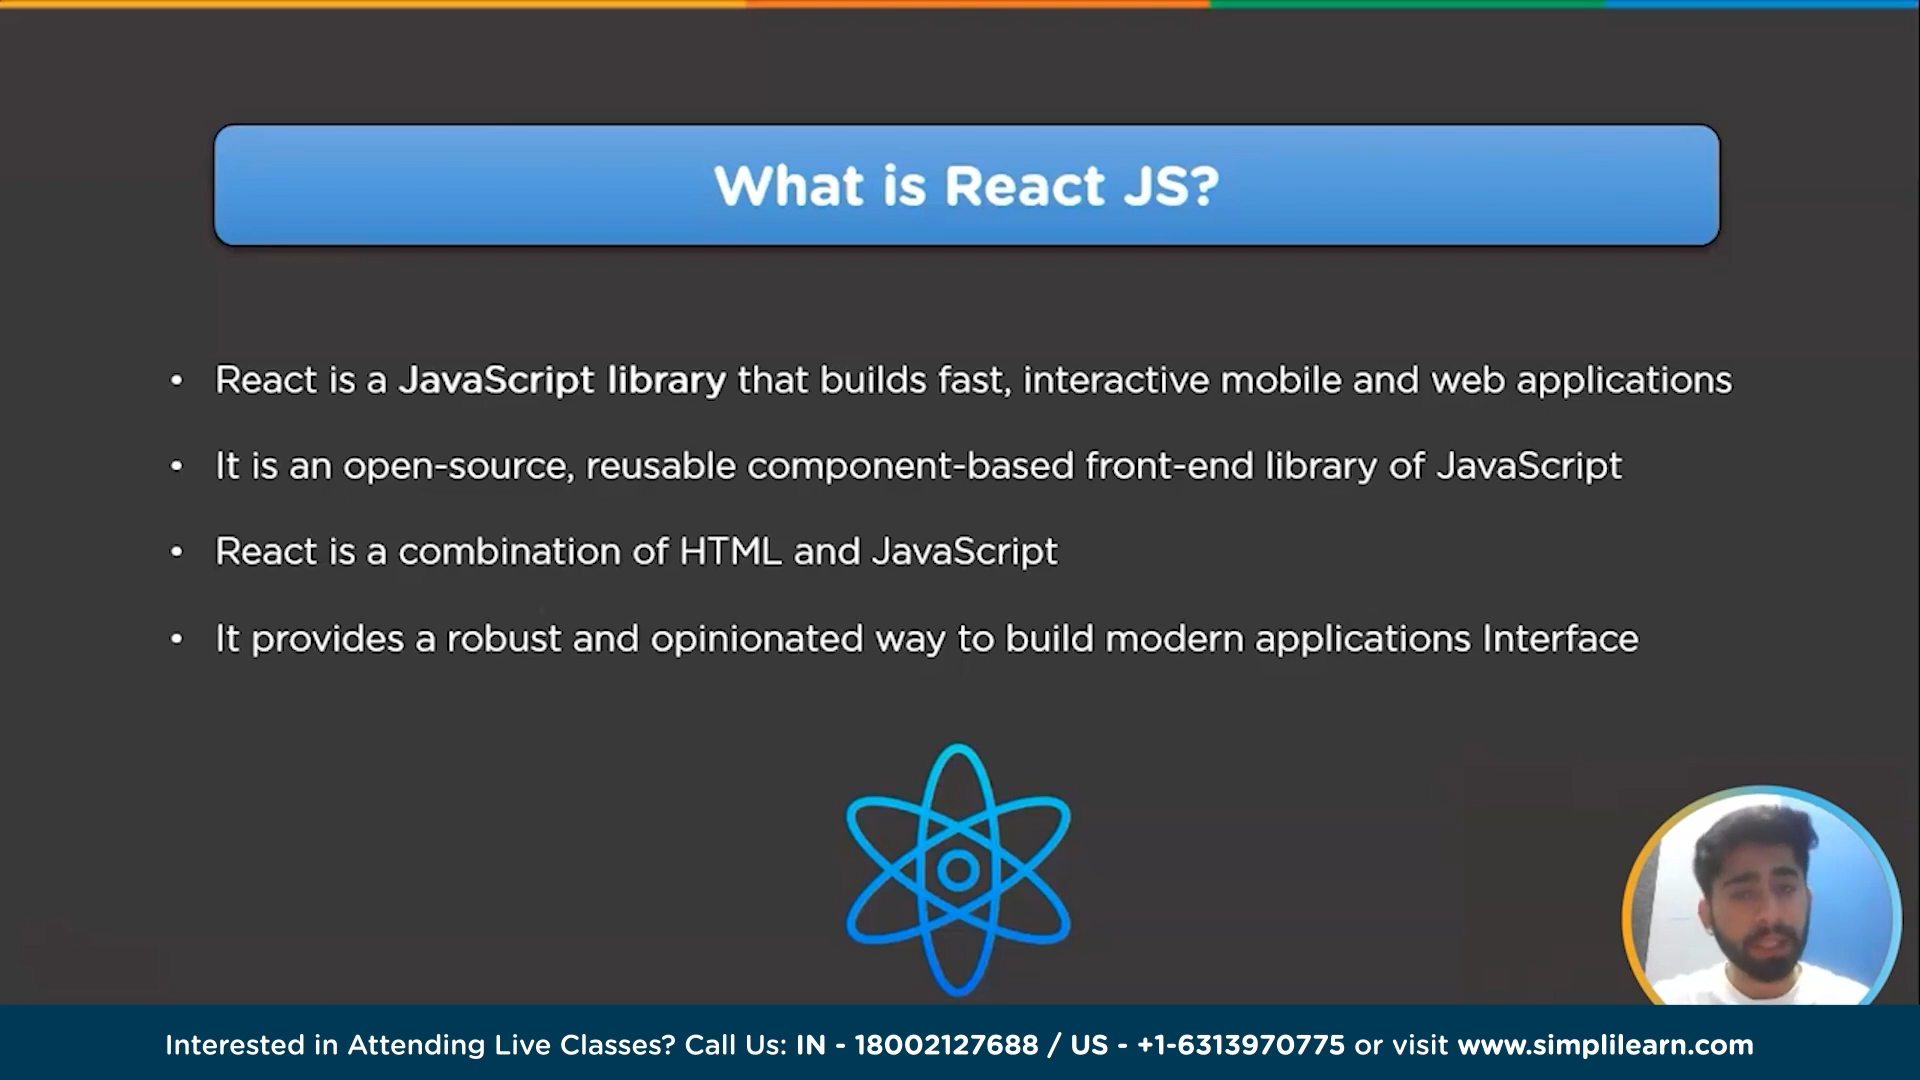 What is React JS?
• React is a JavaScript library that builds fast, interactive mobile and web applications
• It is an open-source, reusable component-based front-end library of JavaScript
• React is a combination of HTML and JavaScript
• It provides a robust and opinionated way to build modern applications Interface
Interested in Attending Live Classes? Call Us: IN - 18002127688 / US - +1-6313970775 or visit www.simplilearn.com